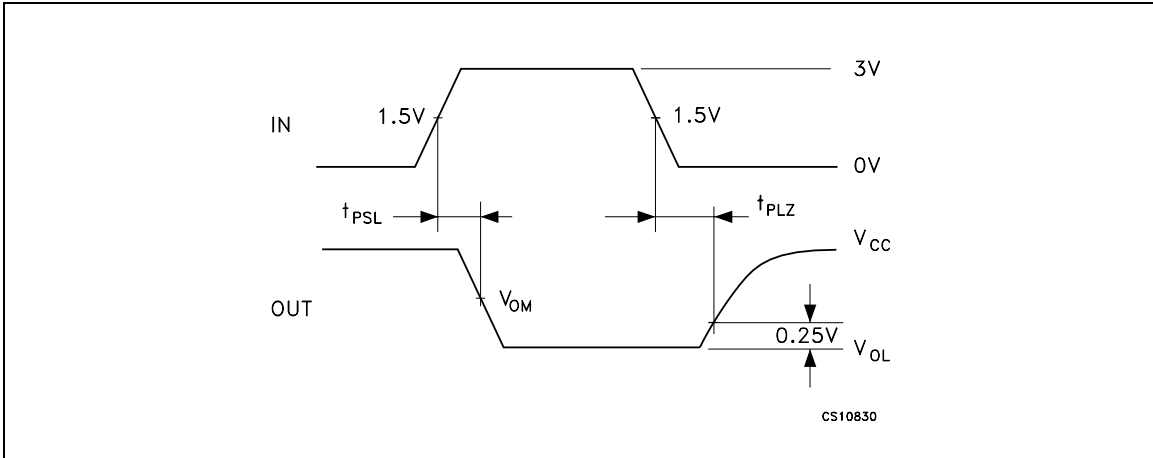 3V
1.5V
1.5V
IN
0V
tPSL
tPLZ
VCC
VOM
OUT
0.25V
VOL
CS10830